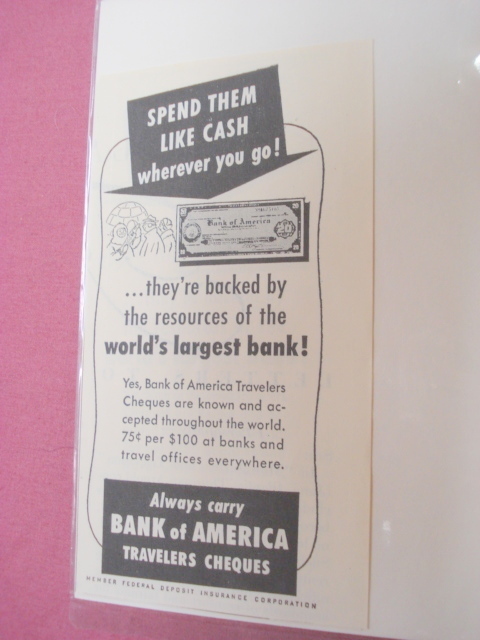 SPEND THEM
LIKE CASH
wherever you go!
Bank of America
20
...they're backed by
the resources of the
world's largest bank!
Yes, Bank of America Travelers
Cheques are known and ac-
cepted throughout the world.
75¢ per $100 at banks and
travel offices everywhere.
Always carry
BANK of AMERICA
TRAVELERS CHEQUES
MEMBER FEDERAL DEPOSIT INSURANCE CORPORATION